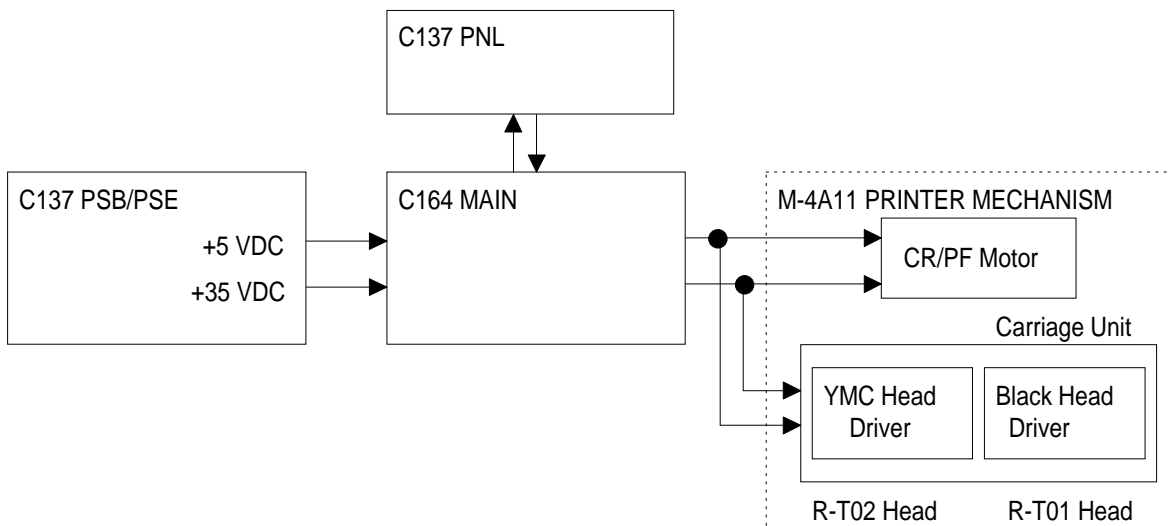 C137 PNL
C137 PSB/PSE
+5 VDC
+35 VDC
C164 MAIN
M-4A11 PRINTER MECHANISM
CR/PF Motor
Carriage Unit
YMC Head
Driver
Black Head
Driver
R-T02 Head
R-T01 Head